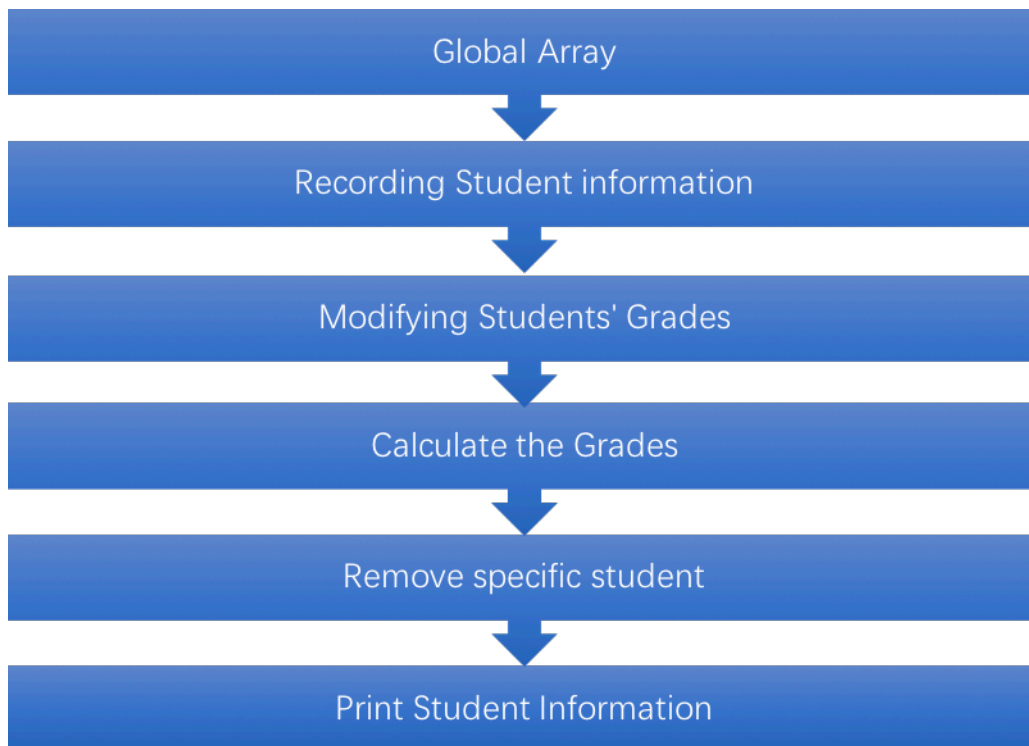 Global Array
Recording Student information
Modifying Students' Grades
Calculate the Grades
Remove specific student
Print Student Information